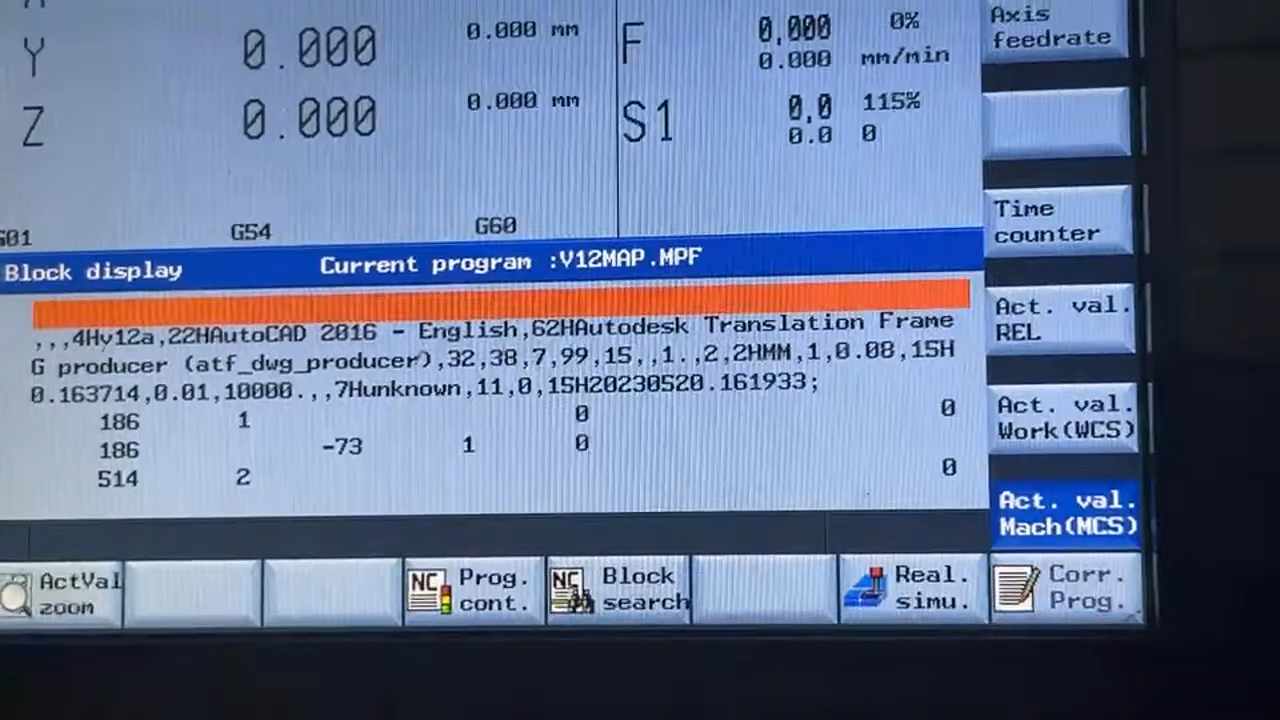 Y 0.000 0.000 mm F 0,000 0%
0.000 mm/min
Z 0.000 0.000 mm S1 0,0 115%
0.0 0
G01 G54 G60
Block display Current program :V12MAP.MPF
,,,4Hv12a,22HAutoCAD 2016 - English,62HAutodesk Translation Frame
G producer (atf_dwg_producer),32,38,7,99,15,,1.,2,2HMM,1,0.08,15H
0.163714,0.01,10000.,,7Hunknown,11,0,15H20230520.161933;
186 1 0 0
186 -73 1 0
514 2 0
Axis
feedrate
Time
counter
Act. val.
REL
Act. val.
Work(WCS)
Act. val.
Mach(MCS)
ActVal
zoom
NC Prog.
cont.
NC Block
search
Real.
simu.
Corr.
Prog.